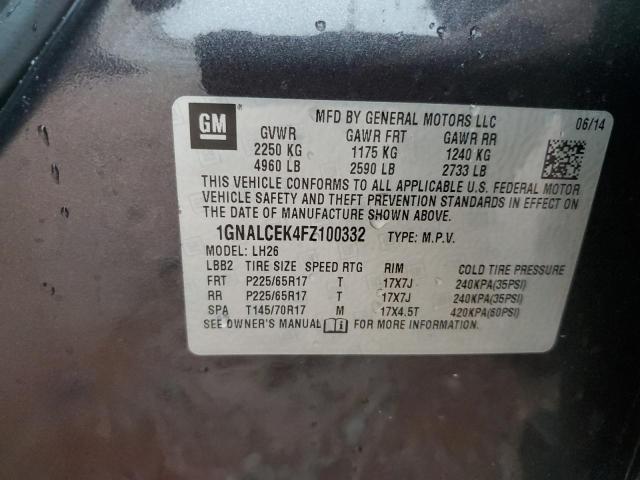 GM MFD BY GENERAL MOTORS LLC 06/14
GVWR GAWR FRT GAWR RR
2250 KG 1175 KG 1240 KG
4960 LB 2590 LB 2733 LB
THIS VEHICLE CONFORMS TO ALL APPLICABLE U.S. FEDERAL MOTOR
VEHICLE SAFETY AND THEFT PREVENTION STANDARDS IN EFFECT ON
THE DATE OF MANUFACTURE SHOWN ABOVE.
1GNALCEK4FZ100332 TYPE: M.P.V.
MODEL: LH26
LBB2 TIRE SIZE SPEED RTG RIM COLD TIRE PRESSURE
FRT P225/65R17 T 17X7J 240KPA(35PSI)
RR P225/65R17 T 17X7J 240KPA(35PSI)
SPA T145/70R17 M 17X4.5T 420KPA(60PSI)
SEE OWNER'S MANUAL FOR MORE INFORMATION.